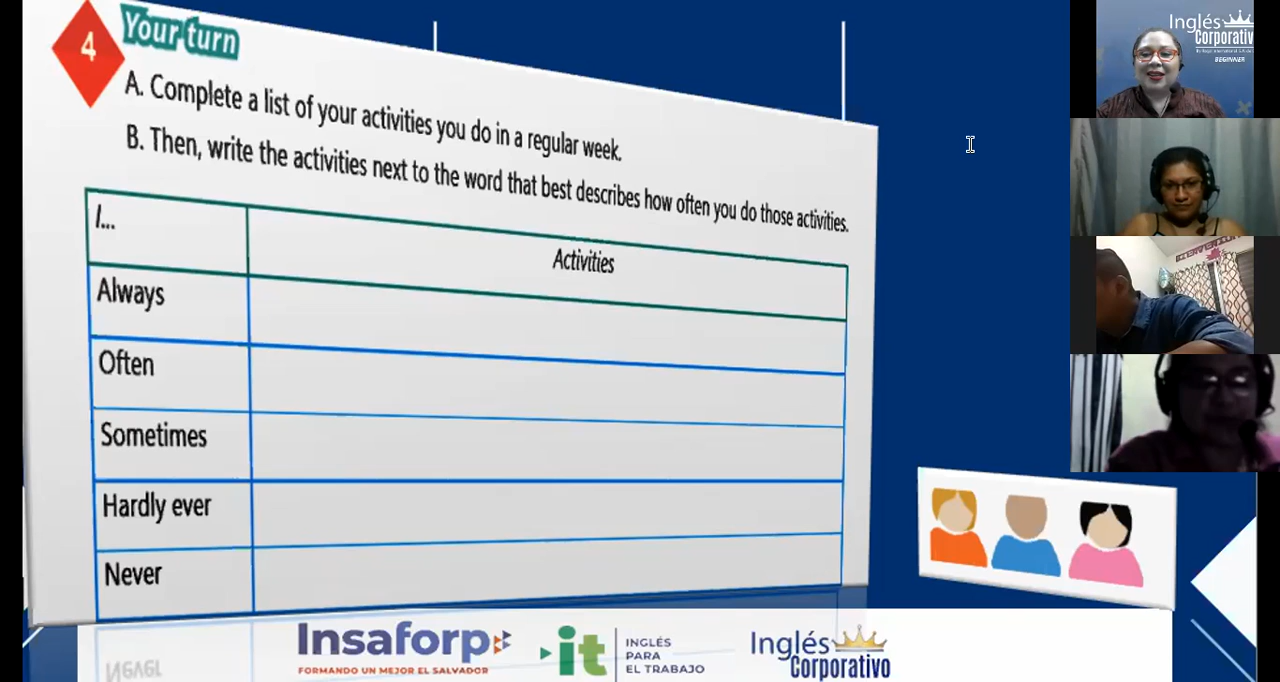 4
Your turn
A. Complete a list of your activities you do in a regular week.
B. Then, write the activities next to the word that best describes how often you do those activities.
I...
Activities
Always
Often
Sometimes
Hardly ever
Never
Insaforp
FORMANDO UN MEJOR EL SALVADOR
it
INGLÉS
PARA
EL TRABAJO
Inglés
Corporativo
Inglés
Corporativ
BEGINNER